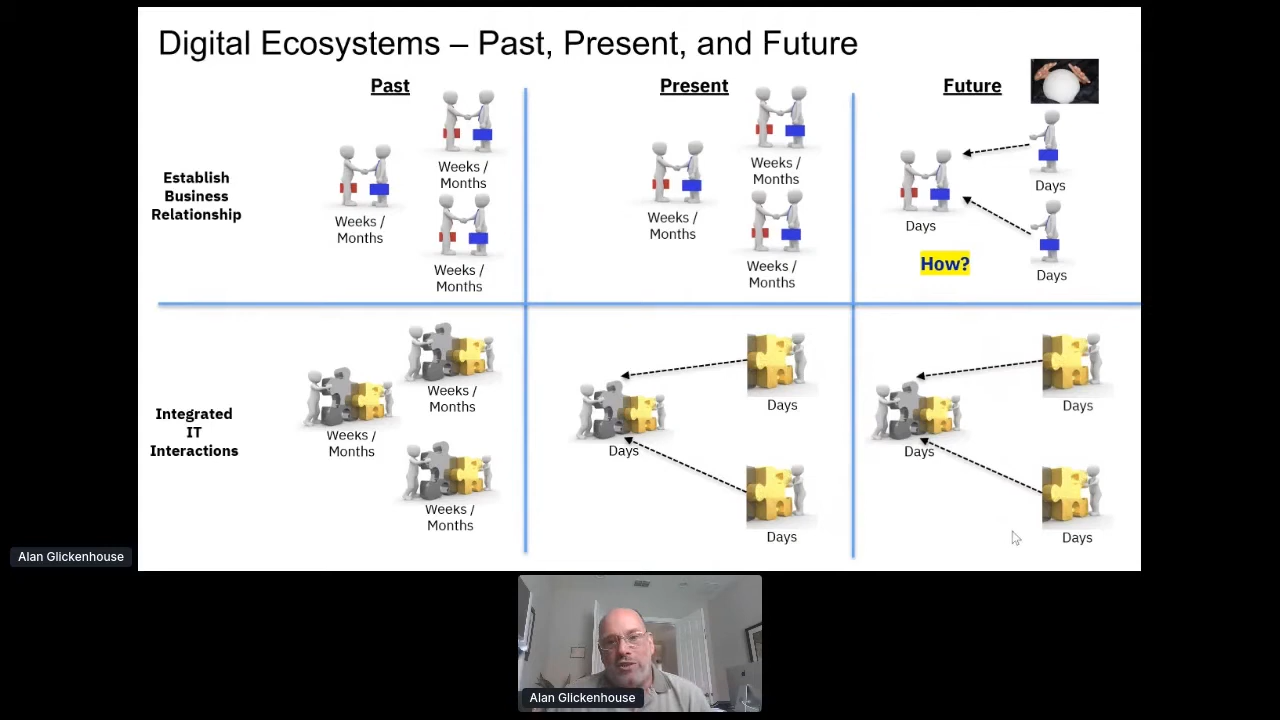 Digital Ecosystems – Past, Present, and Future
Past
Present
Future
Establish
Business
Relationship
Weeks /
Months
Weeks /
Months
Weeks /
Months
Weeks /
Months
Weeks /
Months
Weeks /
Months
Days
Days
Days
How?
Integrated
IT
Interactions
Weeks /
Months
Weeks /
Months
Weeks /
Months
Days
Days
Days
Days
Days
Days
Alan Glickenhouse
Alan Glickenhouse